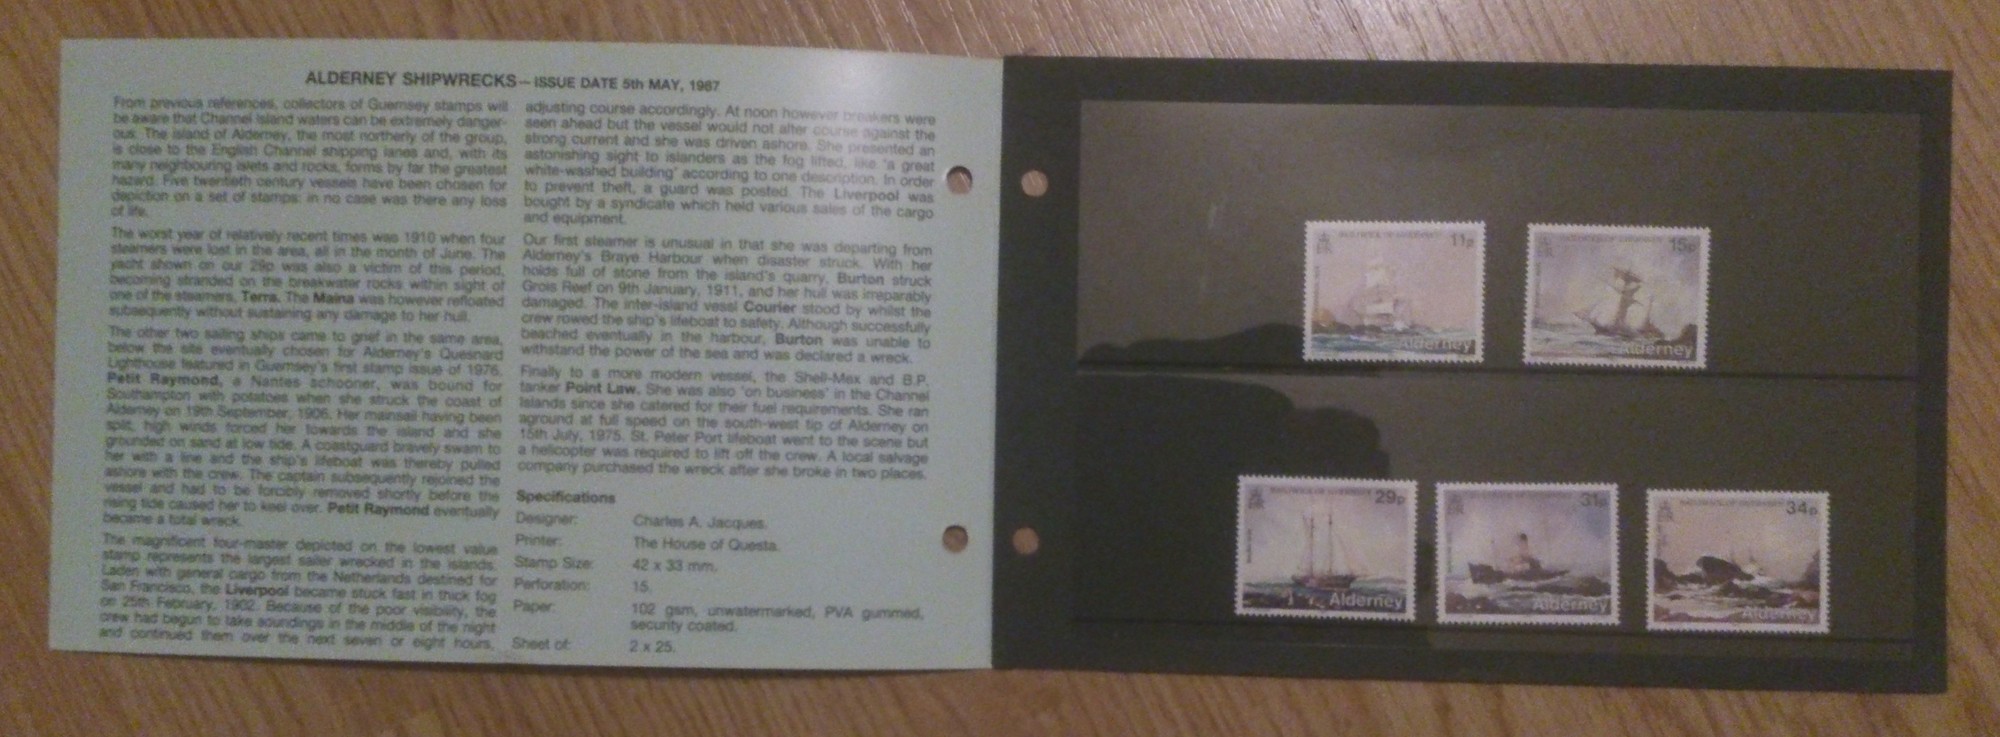 ALDERNEY SHIPWRECKS — ISSUE DATE 5th MAY, 1987
From previous references, collectors of Guernsey stamps will
be aware that Channel Island waters can be extremely danger-
ous. The island of Alderney, the most northerly of the group,
is close to the English Channel shipping lanes and, with its
many neighbouring islets and rocks, forms by far the greatest
hazard. Five twentieth century vessels have been chosen for
depiction on a set of stamps: in no case was there any loss
of life.
The worst year of relatively recent times was 1910 when four
steamers were lost in the area, all in the month of June. The
yacht shown on our 29p was also a victim of this period,
becoming stranded on the breakwater rocks within sight of
one of the steamers, Terra. The Maina was however refloated
subsequently without sustaining any damage to her hull.
The other two sailing ships came to grief in the same area,
below the site eventually chosen for Alderney's Quesnard
Lighthouse featured in Guernsey's first stamp issue of 1976.
Petit Raymond, a Nantes schooner, was bound for
Southampton with potatoes when she struck the coast of
Alderney on 19th September, 1906. Her mainsail having been
split, high winds forced her towards the island and she
grounded on sand at low tide. A coastguard bravely swam to
her with a line and the ship's lifeboat was thereby pulled
ashore with the crew. The captain subsequently rejoined the
vessel and had to be forcibly removed shortly before the
rising tide caused her to keel over. Petit Raymond eventually
became a total wreck.
The magnificent four-master depicted on the lowest value
stamp represents the largest sailer wrecked in the islands.
Laden with general cargo from the Netherlands destined for
San Francisco, the Liverpool became stuck fast in thick fog
on 25th February, 1902. Because of the poor visibility, the
crew had begun to take soundings in the middle of the night
and continued them over the next seven or eight hours,
adjusting course accordingly. At noon however breakers were
seen ahead but the vessel would not alter course against the
strong current and she was driven ashore. She presented an
astonishing sight to islanders as the fog lifted, like "a great
white-washed building" according to one description. In order
to prevent theft, a guard was posted. The Liverpool was
bought by a syndicate which held various sales of the cargo
and equipment.
Our first steamer is unusual in that she was departing from
Alderney's Braye Harbour when disaster struck. With her
holds full of stone from the island's quarry, Burton struck
Grois Reef on 9th January, 1911, and her hull was irreparably
damaged. The inter-island vessl Courier stood by whilst the
crew rowed the ship's lifeboat to safety. Although successfully
beached eventually in the harbour, Burton was unable to
withstand the power of the sea and was declared a wreck.
Finally to a more modern vessel, the Shell-Mex and B.P.
tanker Point Law. She was also 'on business' in the Channel
Islands since she catered for their fuel requirements. She ran
aground at full speed on the south-west tip of Alderney on
15th July, 1975. St. Peter Port lifeboat went to the scene but
a helicopter was required to lift off the crew. A local salvage
company purchased the wreck after she broke in two places.
Specifications
Designer: Charles A. Jacques.
Printer: The House of Questa.
Stamp Size: 42 x 33 mm.
Perforation: 15.
Paper: 102 gsm, unwatermarked, PVA gummed,
security coated.
Sheet of: 2 x 25.
11p
Alderney
15p
Alderney
29p
Alderney
31p
Alderney
34p
Alderney